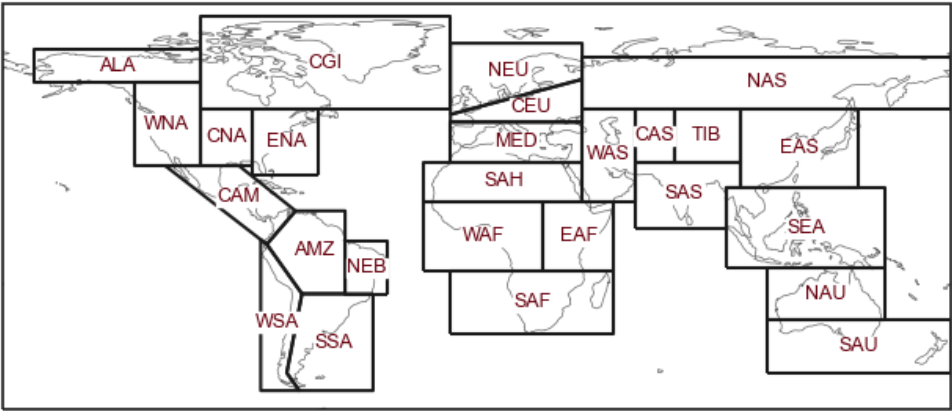 ALA
CGI
NEU
NAS
CEU
WNA
CNA
ENA
MED
WAS
CAS
TIB
EAS
SAH
SAS
CAM
WAF
EAF
SEA
AMZ
NEB
SAF
NAU
WSA
SSA
SAU